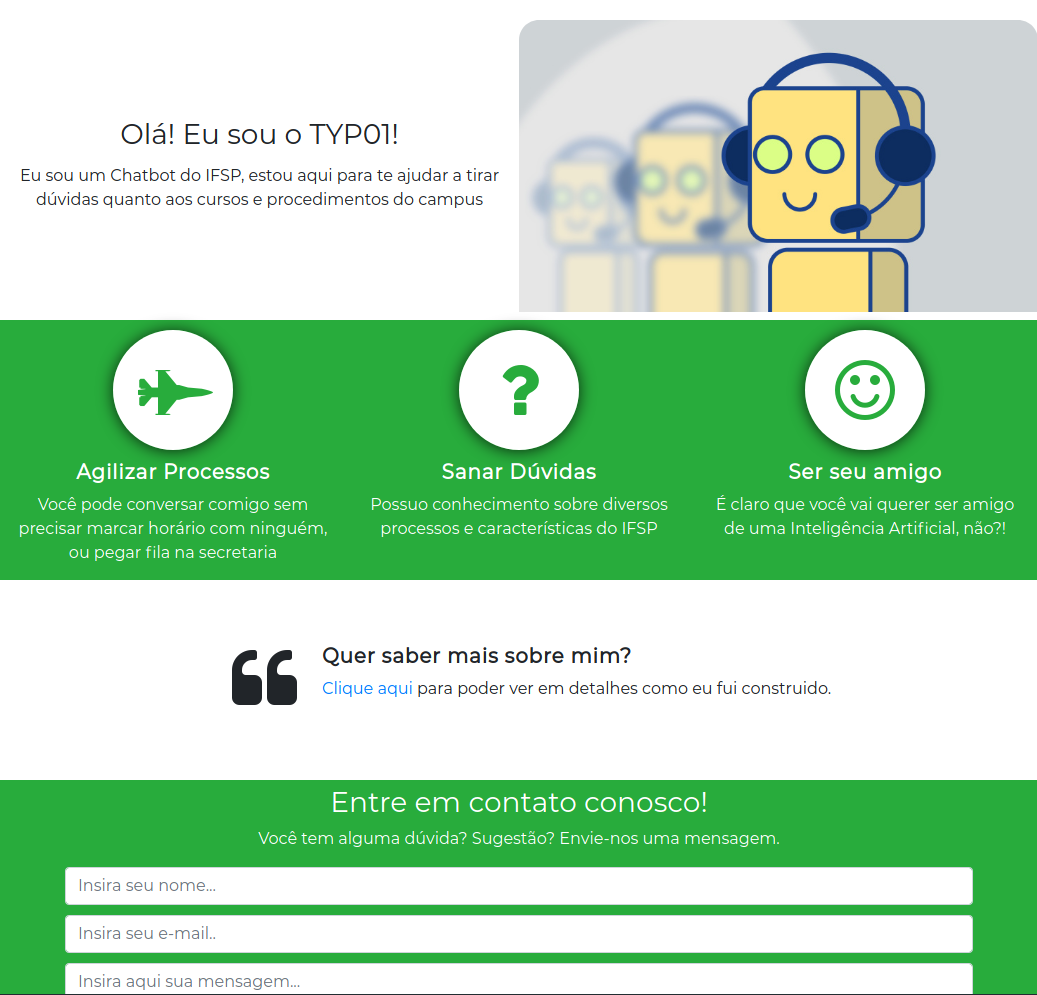 Olá! Eu sou o TYP01!
Eu sou um Chatbot do IFSP, estou aqui para te ajudar a tirar
dúvidas quanto aos cursos e procedimentos do campus
Agilizar Processos
Você pode conversar comigo sem
precisar marcar horário com ninguém,
ou pegar fila na secretaria
Sanar Dúvidas
Possuo conhecimento sobre diversos
processos e características do IFSP
Ser seu amigo
É claro que você vai querer ser amigo
de uma Inteligência Artificial, não?!
Quer saber mais sobre mim?
Clique aqui para poder ver em detalhes como eu fui construido.
Entre em contato conosco!
Você tem alguma dúvida? Sugestão? Envie-nos uma mensagem.
Insira seu nome...
Insira seu e-mail..
Insira aqui sua mensagem...